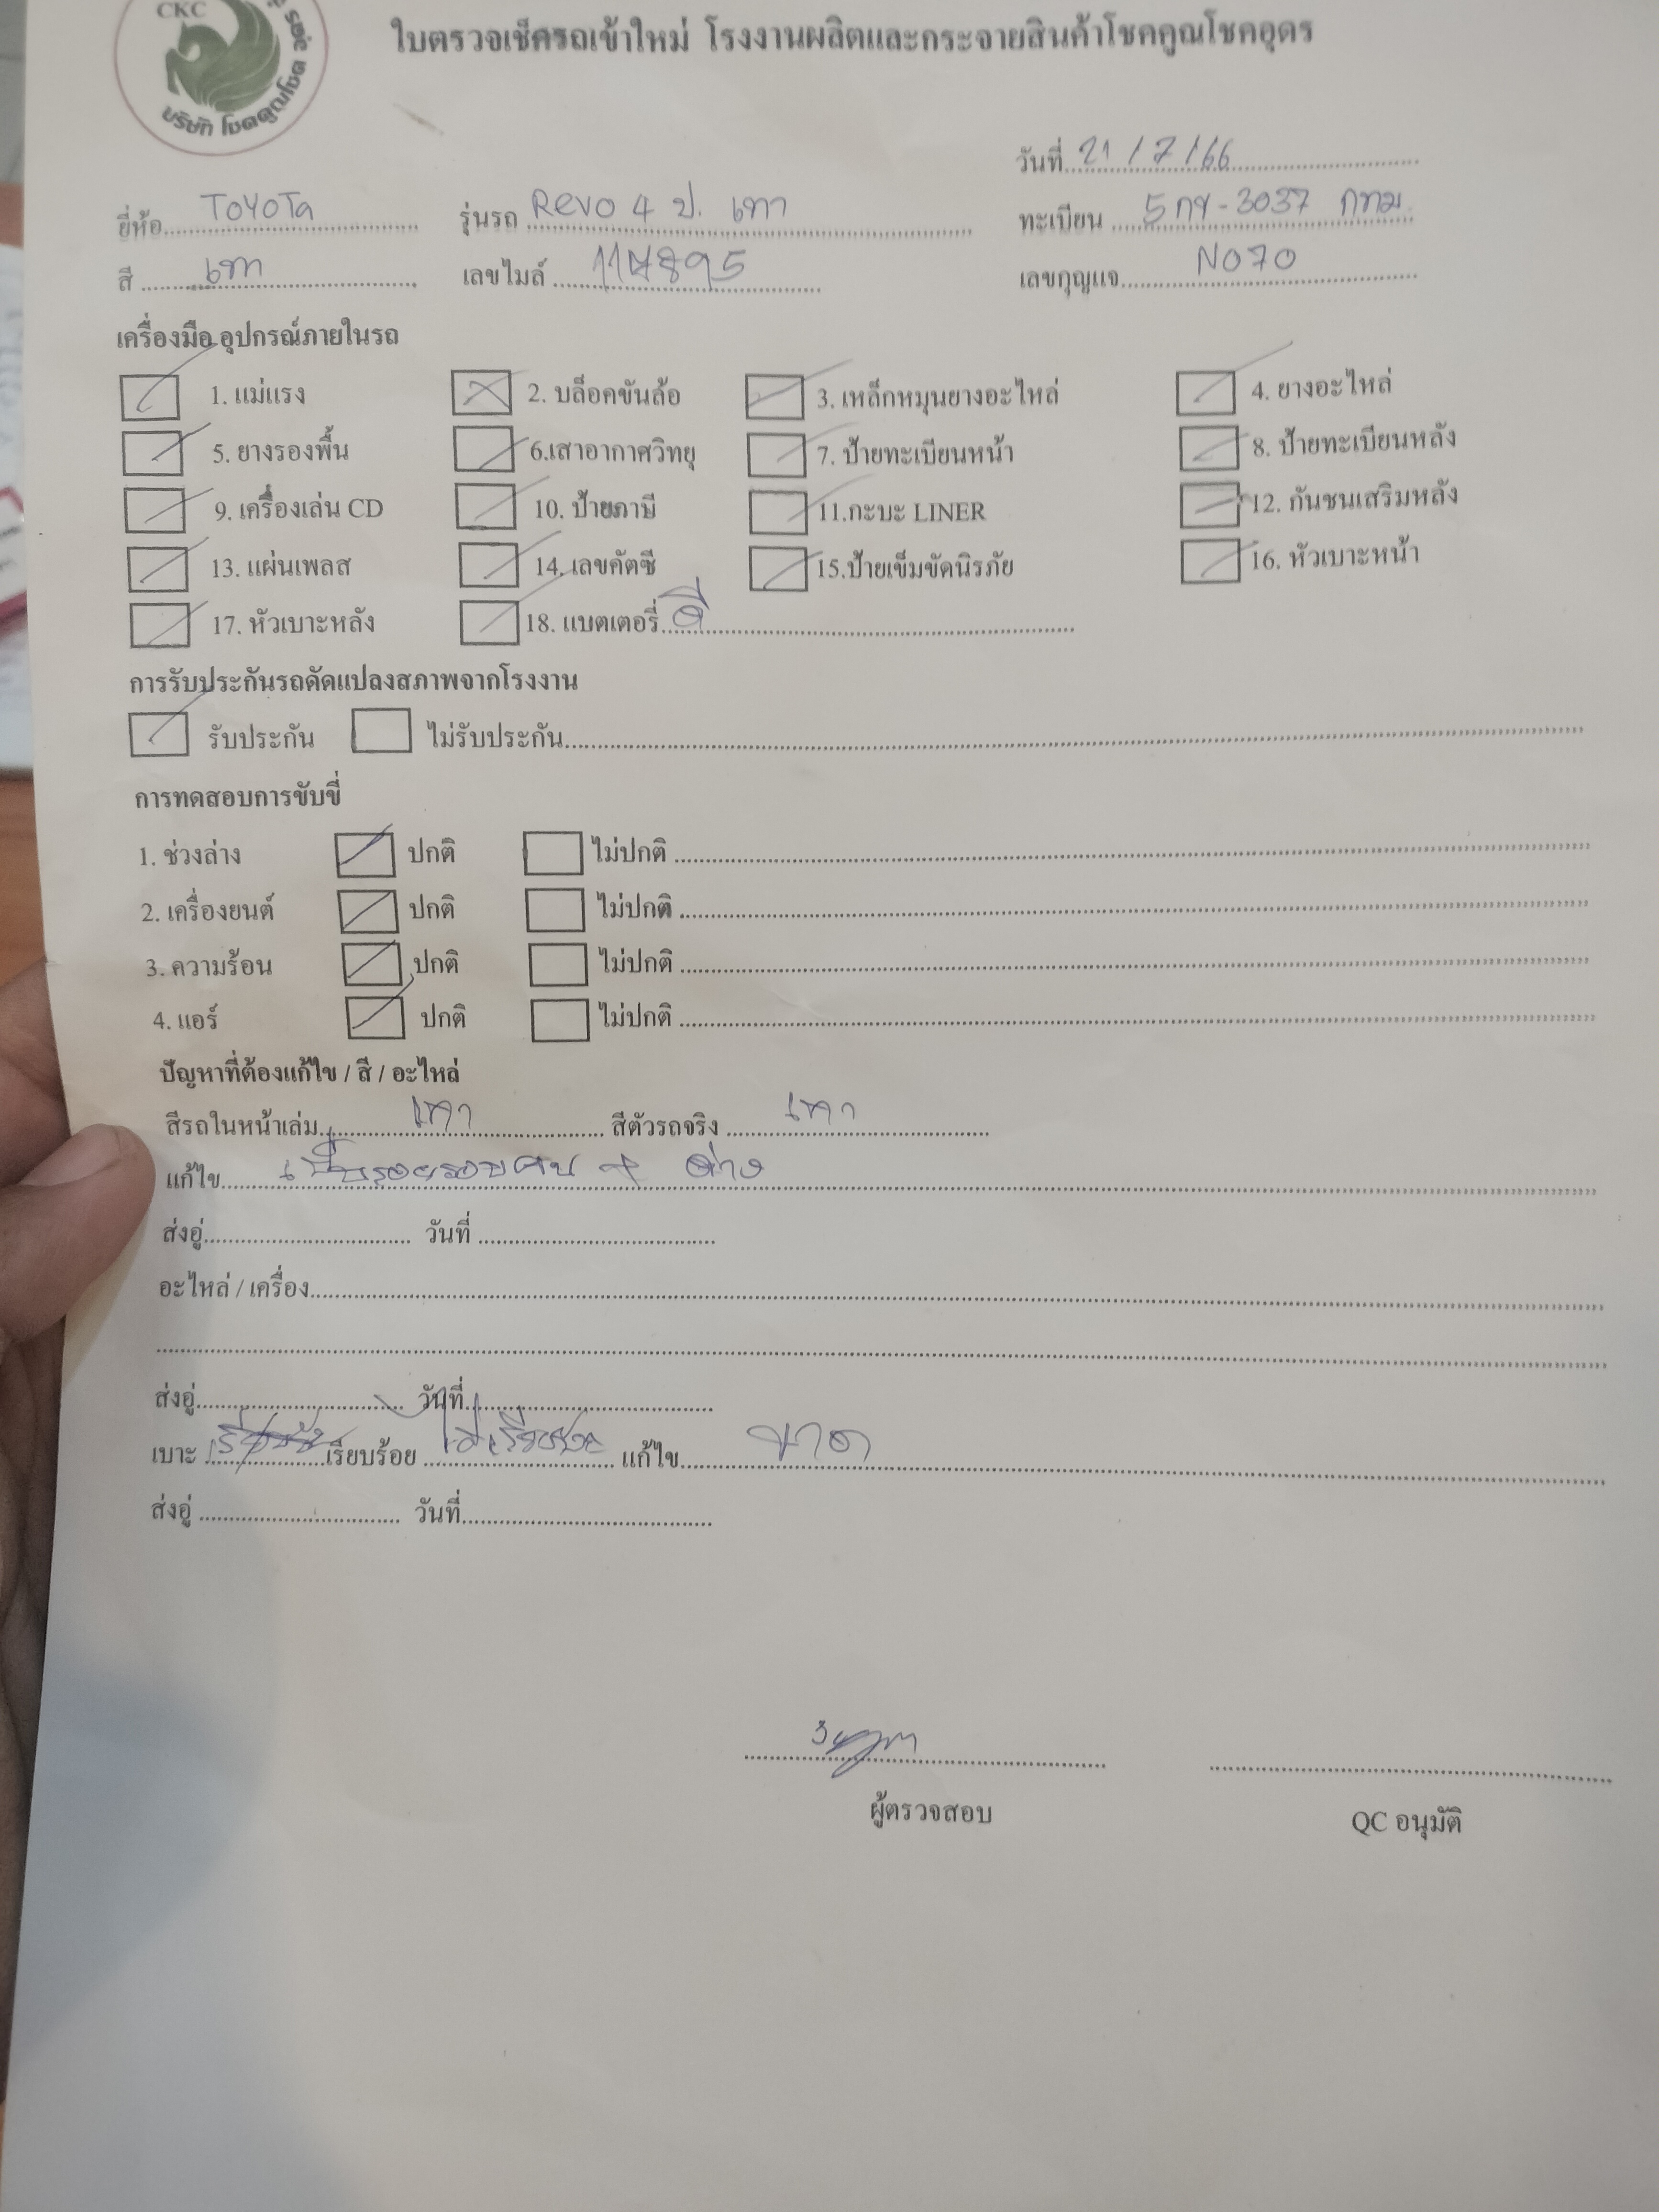 CKC
บริษัท โชคคูณโชค
ใบตรวจเช็ครถเข้าใหม่ โรงงานผลิตและกระจายสินค้าโชคคูณโชคอุดร
วันที่ 21 / 7 / 66
ยี่ห้อ TOYOTa รุ่นรถ Revo 4 ป. เทา ทะเบียน 5กฯ-3037 กทม
สี เทา เลขไมล์ 117895 เลขกุญแจ NO70
เครื่องมือ อุปกรณ์ภายในรถ
1. แม่แรง 2. บล็อคขันล้อ 3. เหล็กหมุนยางอะไหล่ 4. ยางอะไหล่
5. ยางรองพื้น 6.เสาอากาศวิทยุ 7. ป้ายทะเบียนหน้า 8. ป้ายทะเบียนหลัง
9. เครื่องเล่น CD 10. ป้ายภาษี 11.กะบะ LINER 12. กันชนเสริมหลัง
13. แผ่นเพลส 14. เลขคัตซี 15.ป้ายเข็มขัดนิรภัย 16. หัวเบาะหน้า
17. หัวเบาะหลัง 18. แบตเตอรี่ ดี
การรับประกันรถดัดแปลงสภาพจากโรงงาน
รับประกัน ไม่รับประกัน
การทดสอบการขับขี่
1. ช่วงล่าง ปกติ ไม่ปกติ
2. เครื่องยนต์ ปกติ ไม่ปกติ
3. ความร้อน ปกติ ไม่ปกติ
4. แอร์ ปกติ ไม่ปกติ
ปัญหาที่ต้องแก้ไข / สี / อะไหล่
สีรถในหน้าเล่ม เทา สีตัวรถจริง เทา
แก้ไข + ด่าง
ส่งอู่ วันที่
อะไหล่ / เครื่อง
ส่งอู่ วันที่
เบาะ เรียบร้อย แก้ไข ขาด
ส่งอู่ วันที่
ผู้ตรวจสอบ QC อนุมัติ